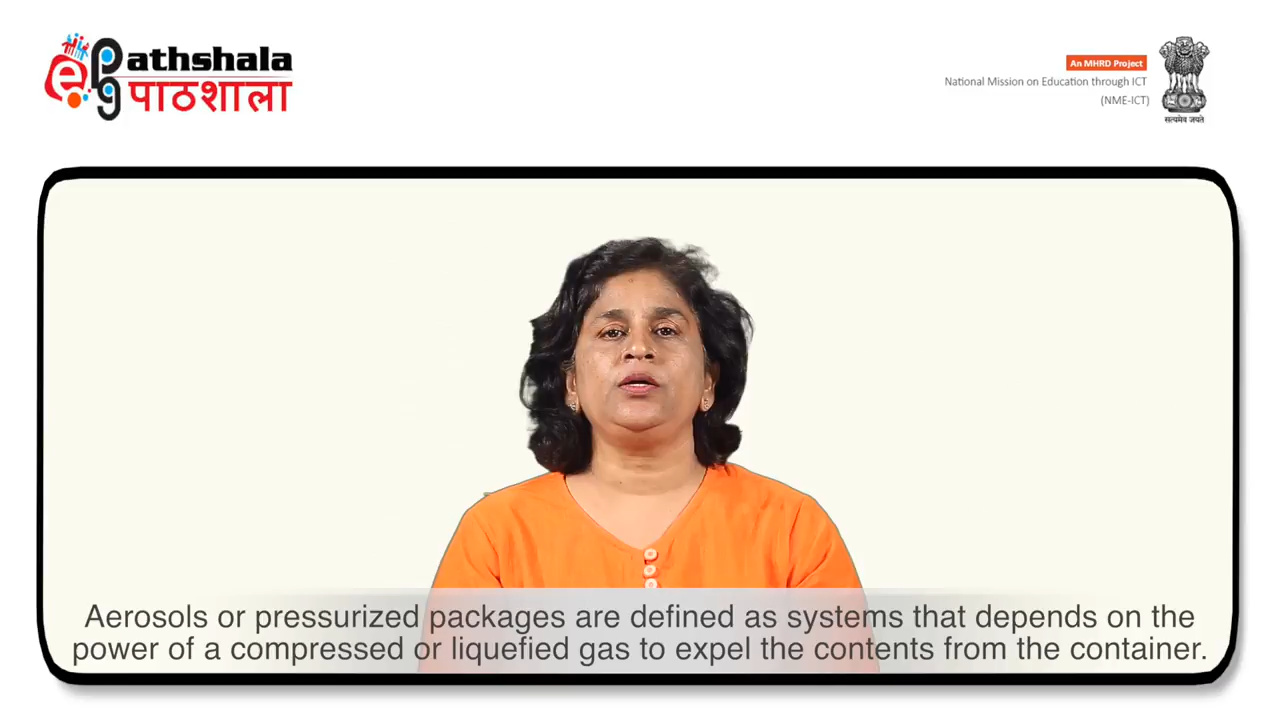 e pg athshala
पाठशाला
An MHRD Project
National Mission on Education through ICT
(NME-ICT)
सत्यमेव जयते
Aerosols or pressurized packages are defined as systems that depends on the
power of a compressed or liquefied gas to expel the contents from the container.